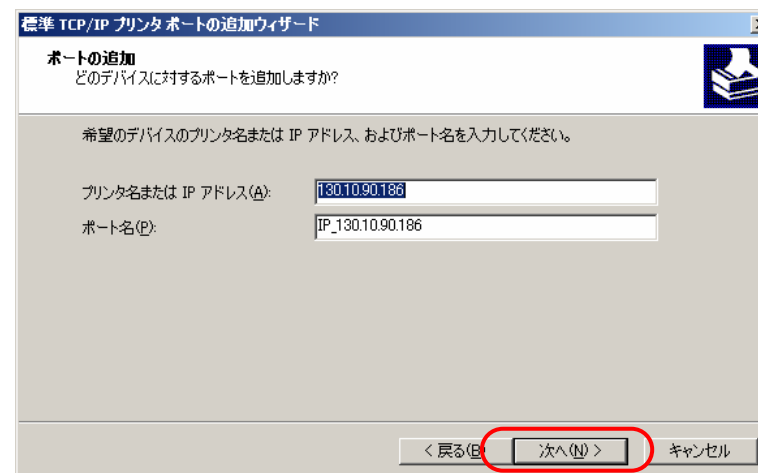 標準 TCP/IP プリンタ ポートの追加ウィザード
ポートの追加
どのデバイスに対するポートを追加しますか?
希望のデバイスのプリンタ名または IP アドレス、およびポート名を入力してください。
プリンタ名または IP アドレス(A): 130.10.90.186
ポート名(P): IP_130.10.90.186
< 戻る(B) 次へ(N) > キャンセル